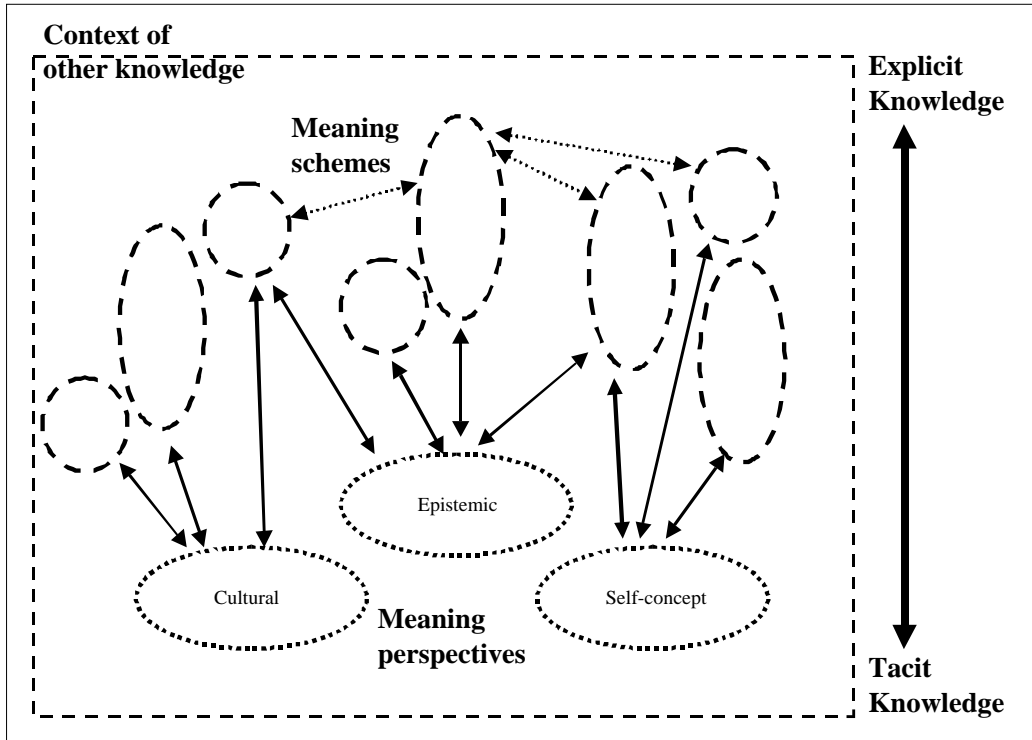 Context of
other knowledge
Explicit
Knowledge
Meaning
schemes
Epistemic
Cultural
Self-concept
Meaning
perspectives
Tacit
Knowledge